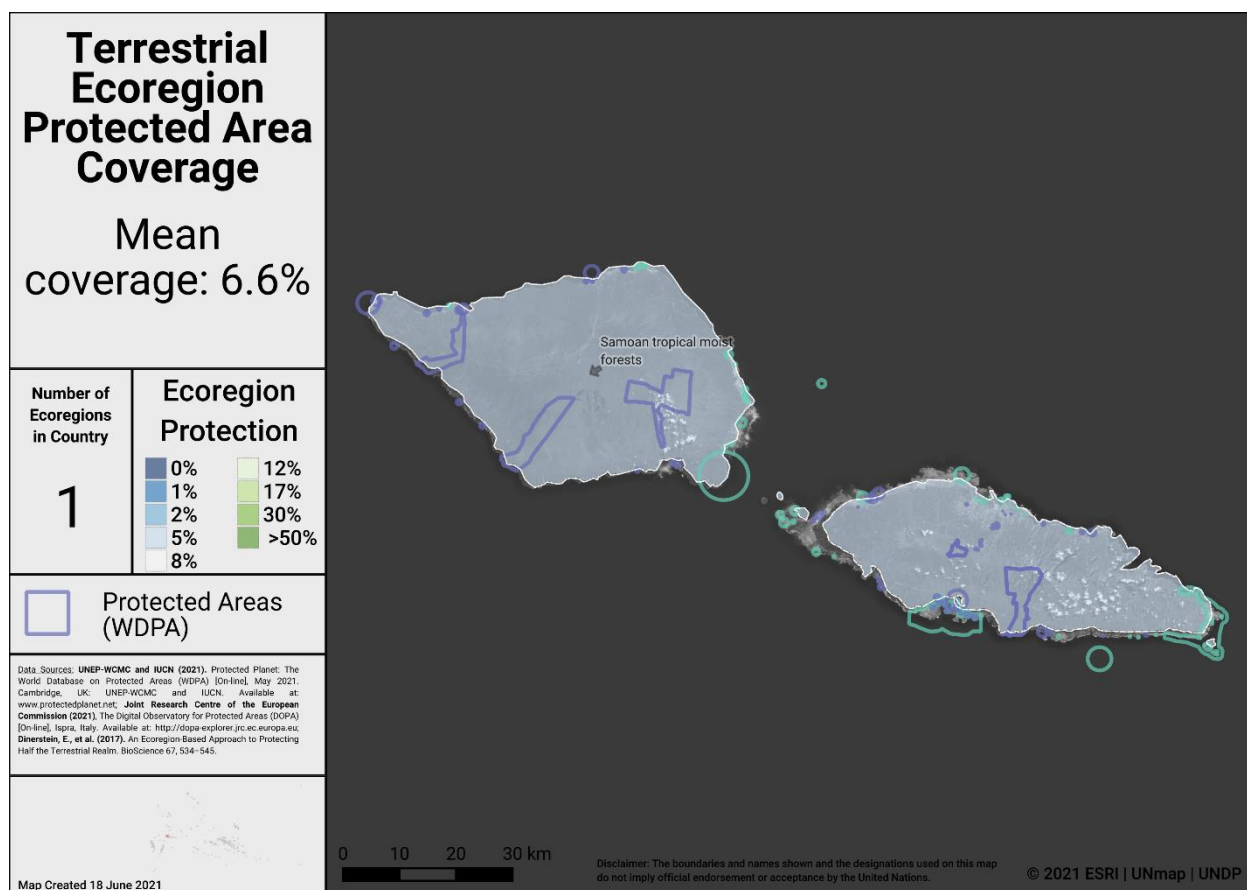 Terrestrial
Ecoregion
Protected Area
Coverage
Mean
coverage: 6.6%
Number of
Ecoregions
in Country
1
Ecoregion
Protection
0%
1%
2%
5%
8%
12%
17%
30%
>50%
Protected Areas
(WDPA)
Data Sources: UNEP-WCMC and IUCN (2021). Protected Planet: The
World Database on Protected Areas (WDPA) [On-line], May 2021.
Cambridge, UK: UNEP-WCMC and IUCN. Available at:
www.protectedplanet.net; Joint Research Centre of the European
Commission (2021), The Digital Observatory for Protected Areas (DOPA)
[On-line], Ispra, Italy. Available at: http://dopa-explorer.jrc.ec.europa.eu;
Dinerstein, E., et al. (2017). An Ecoregion-Based Approach to Protecting
Half the Terrestrial Realm. BioScience 67, 534–545.
Map Created 18 June 2021
Samoan tropical moist
forests
0 10 20 30 km
Disclaimer: The boundaries and names shown and the designations used on this map
do not imply official endorsement or acceptance by the United Nations.
© 2021 ESRI | UNmap | UNDP